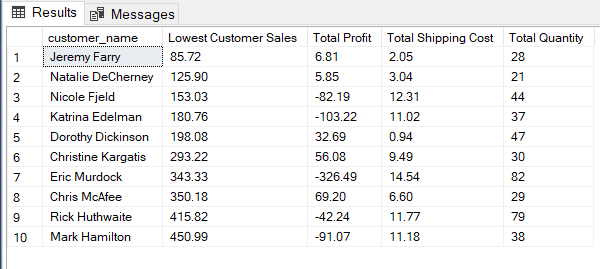 Results Messages
customer_name Lowest Customer Sales Total Profit Total Shipping Cost Total Quantity
1 Jeremy Farry 85.72 6.81 2.05 28
2 Natalie DeCherney 125.90 5.85 3.04 21
3 Nicole Fjeld 153.03 -82.19 12.31 44
4 Katrina Edelman 180.76 -103.22 11.02 37
5 Dorothy Dickinson 198.08 32.69 0.94 47
6 Christine Kargatis 293.22 56.08 9.49 30
7 Eric Murdock 343.33 -326.49 14.54 82
8 Chris McAfee 350.18 69.20 6.60 29
9 Rick Huthwaite 415.82 -42.24 11.77 79
10 Mark Hamilton 450.99 -91.07 11.18 38